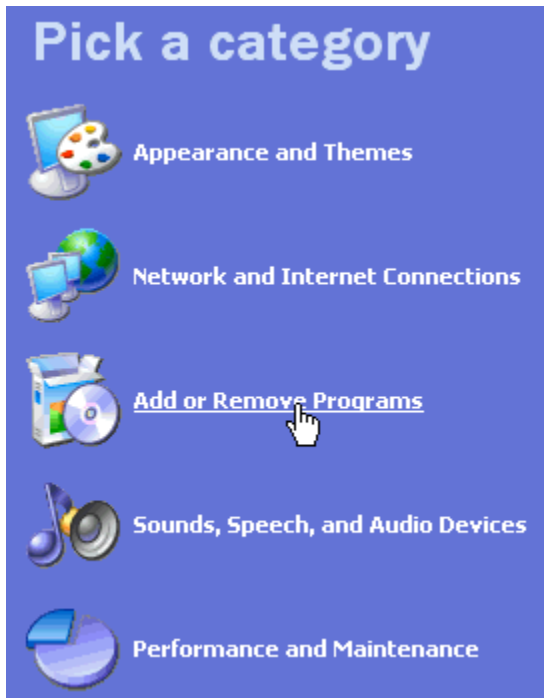 Pick a category
Appearance and Themes
Network and Internet Connections
Add or Remove Programs
Sounds, Speech, and Audio Devices
Performance and Maintenance